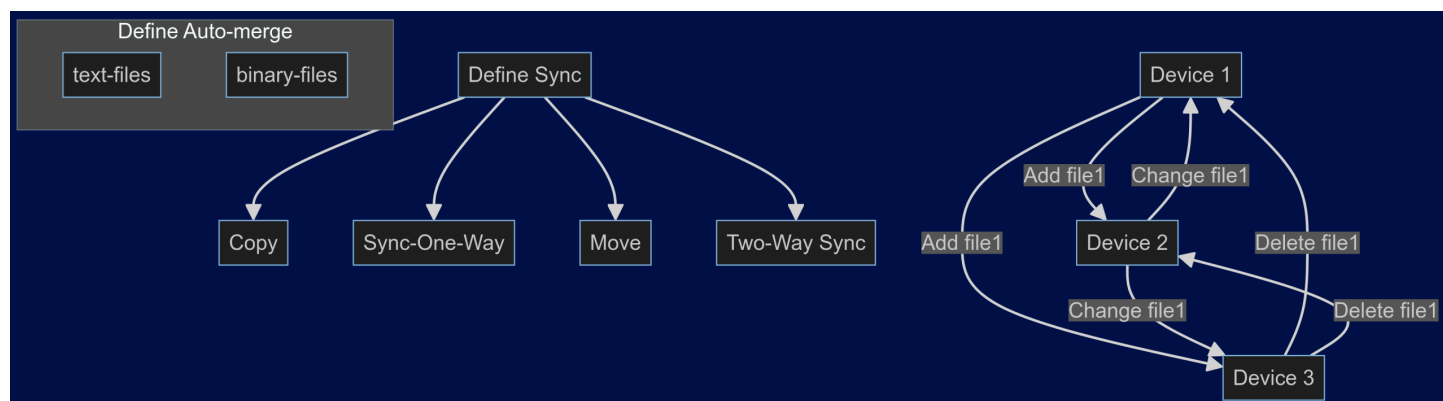 Define Auto-merge
text-files
binary-files
Define Sync
Copy
Sync-One-Way
Move
Two-Way Sync
Device 1
Add file1
Change file1
Add file1
Device 2
Delete file1
Change file1
Delete file1
Device 3